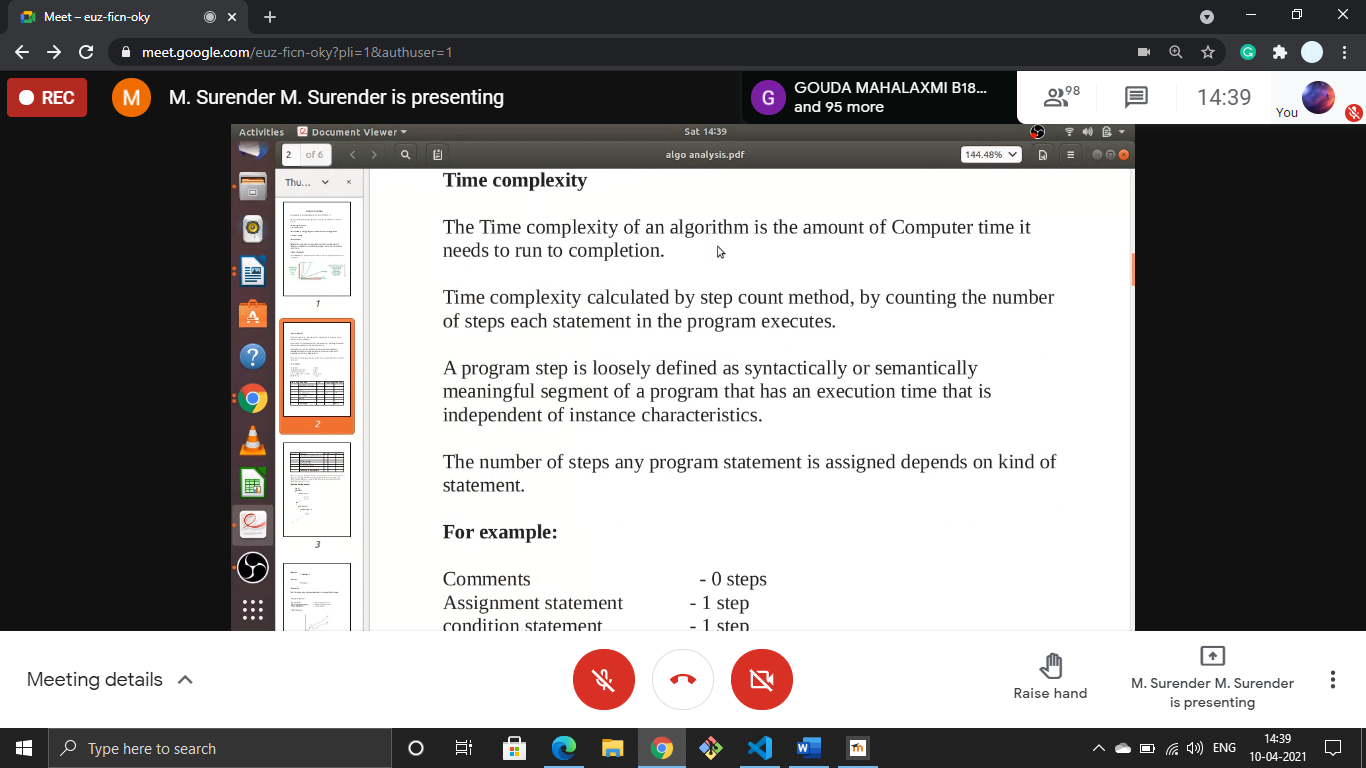 Meet – euz-ficn-oky
meet.google.com/euz-ficn-oky?pli=1&authuser=1
REC
M
M. Surender M. Surender is presenting
G
GOUDA MAHALAXMI B18...
and 95 more
98
14:39
You
Activities
Document Viewer
Sat 14:39
2
of 6
algo analysis.pdf
144.48%
Thu...
1
2
3
Time complexity
The Time complexity of an algorithm is the amount of Computer time it
needs to run to completion.
Time complexity calculated by step count method, by counting the number
of steps each statement in the program executes.
A program step is loosely defined as syntactically or semantically
meaningful segment of a program that has an execution time that is
independent of instance characteristics.
The number of steps any program statement is assigned depends on kind of
statement.
For example:
Comments - 0 steps
Assignment statement - 1 step
condition statement - 1 step
Meeting details
Raise hand
M. Surender M. Surender
is presenting
Type here to search
ENG
14:39
10-04-2021